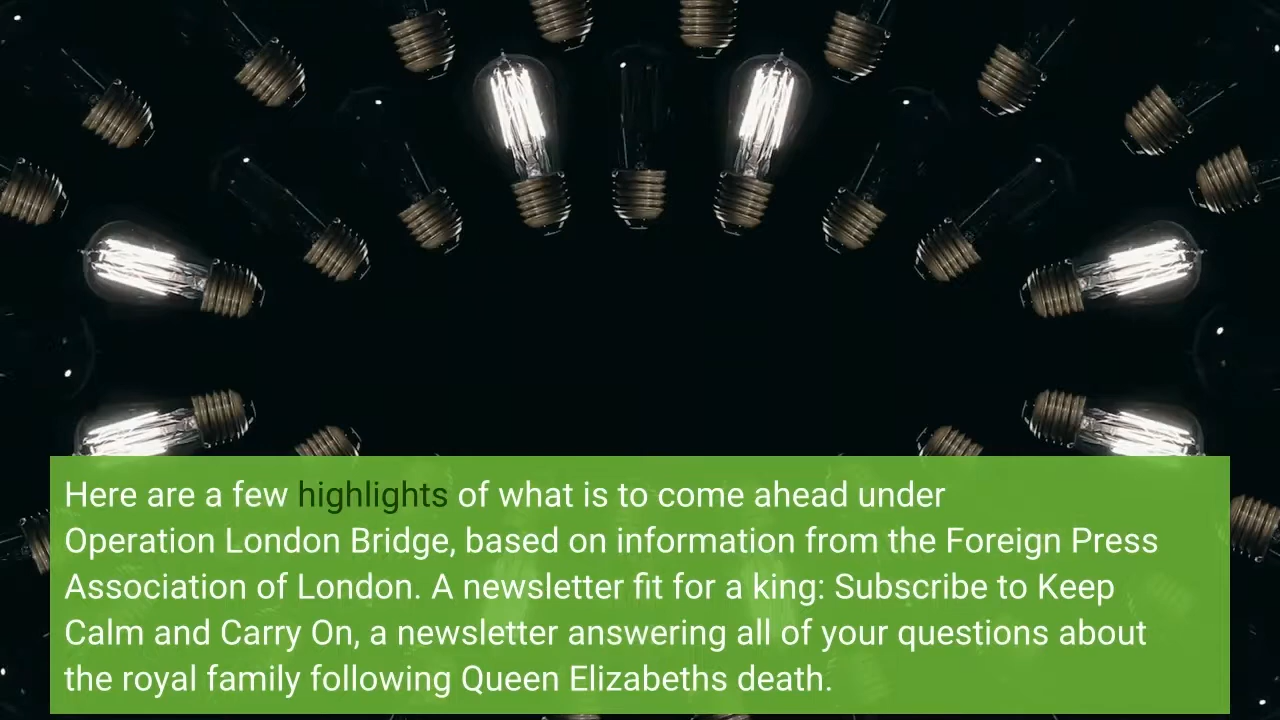 Here are a few highlights of what is to come ahead under
Operation London Bridge, based on information from the Foreign Press
Association of London. A newsletter fit for a king: Subscribe to Keep
Calm and Carry On, a newsletter answering all of your questions about
the royal family following Queen Elizabeths death.